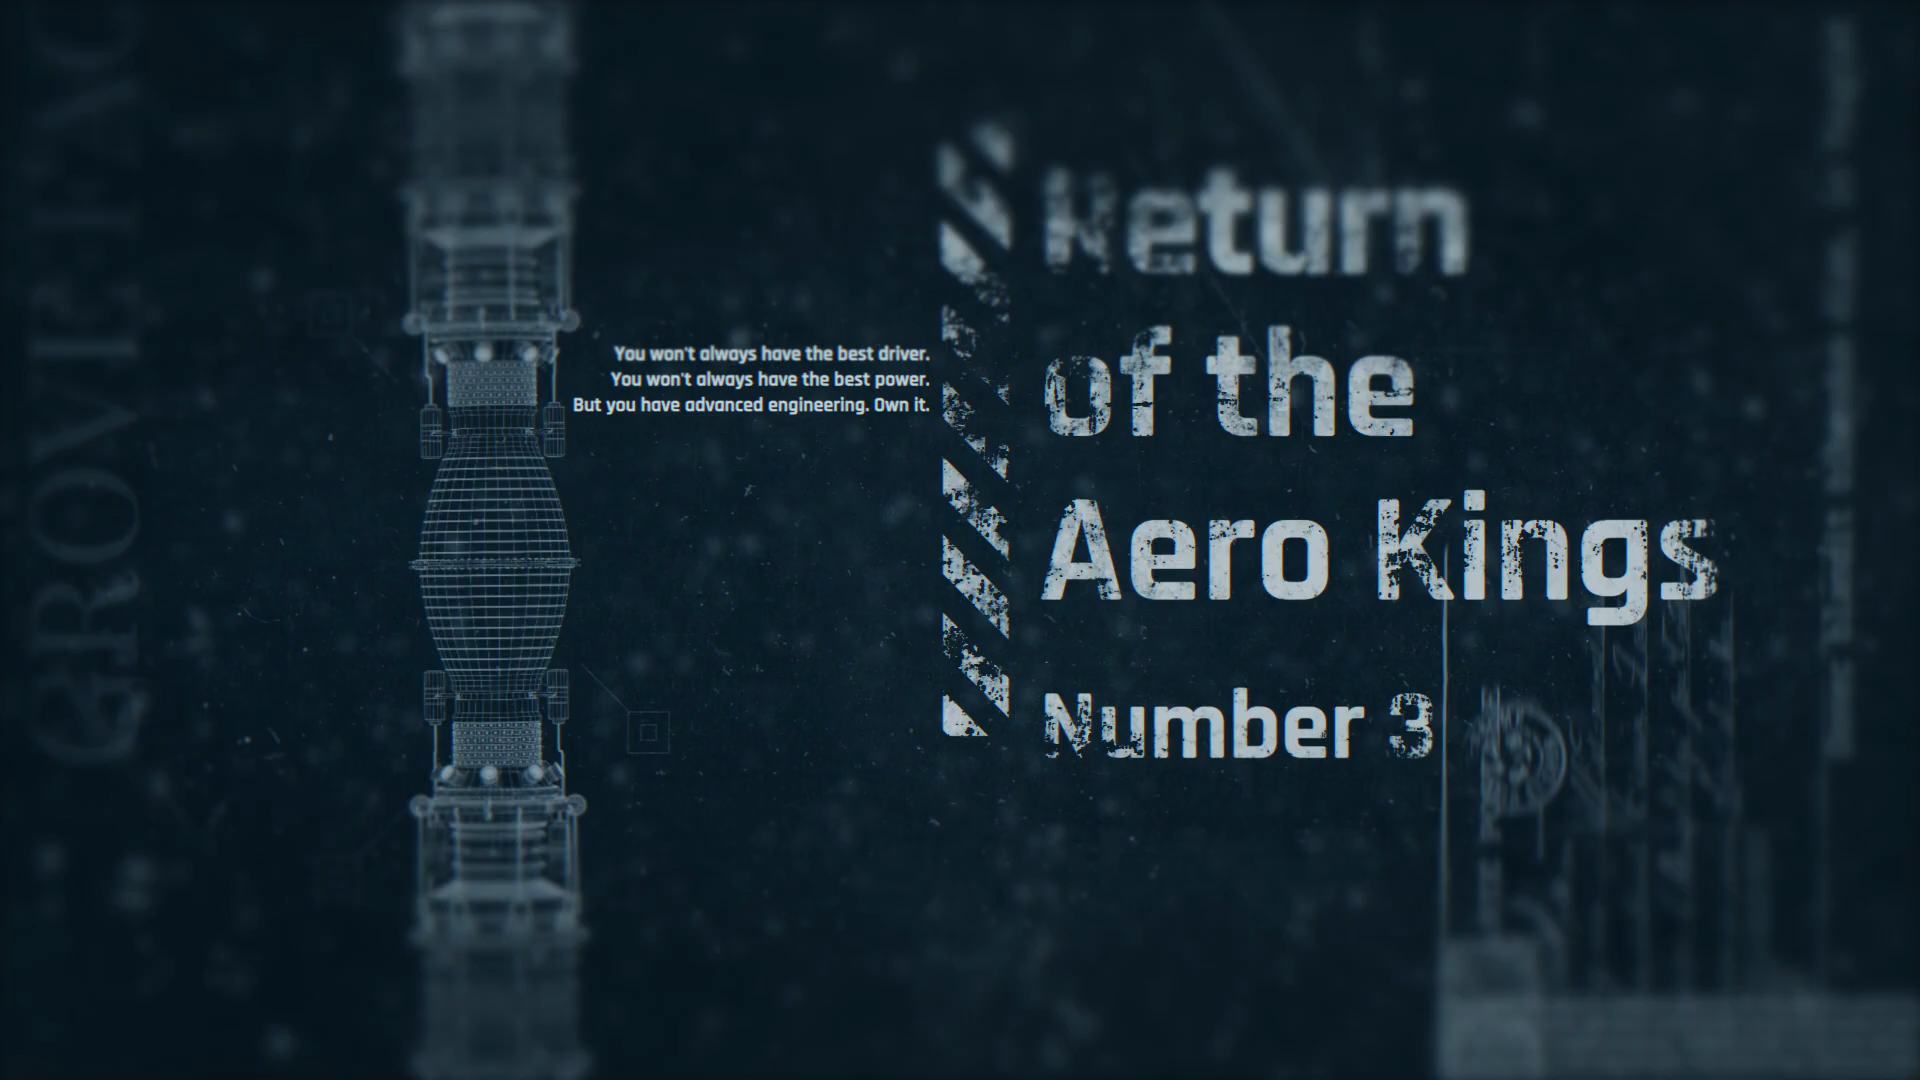 You won't always have the best driver.
You won't always have the best power.
But you have advanced engineering. Own it.
Return
of the
Aero Kings
Number 3